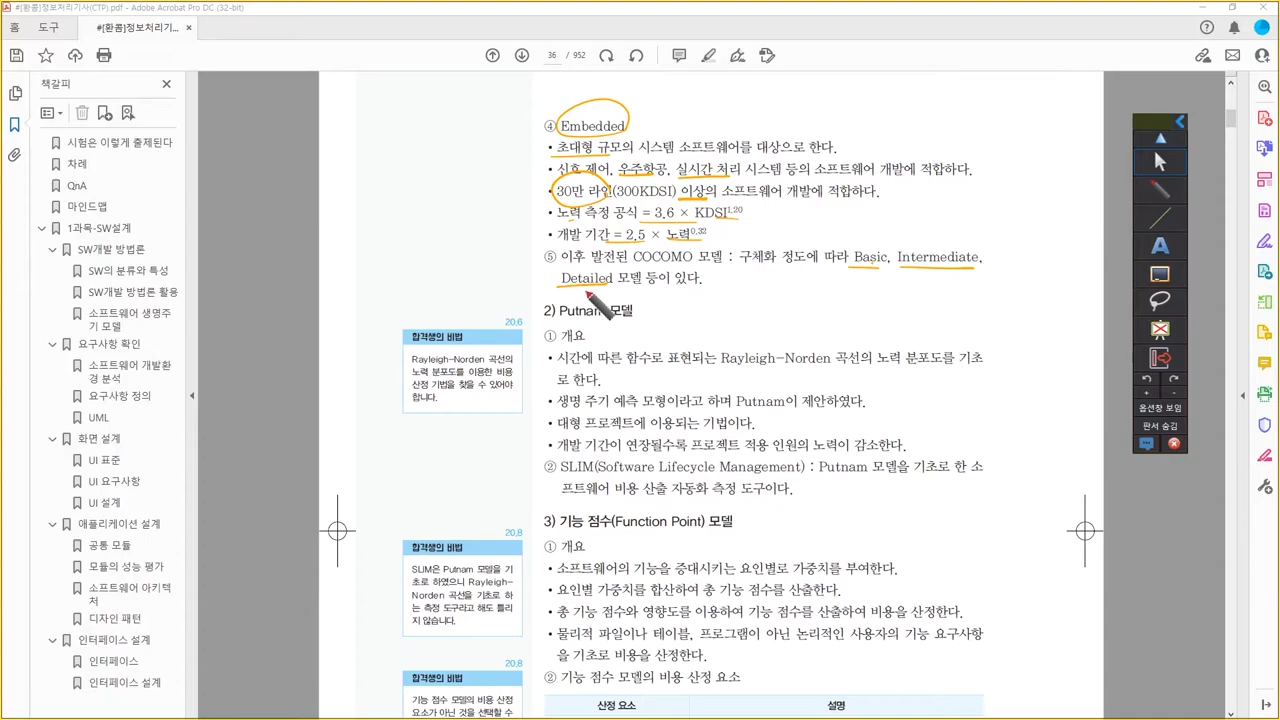 #[환콤]정보처리기사(CTP).pdf - Adobe Acrobat Pro DC (32-bit)
홈 도구 #[환콤]정보처리기...
36 / 952
책갈피
시험은 이렇게 출제된다
차례
QnA
마인드맵
1과목-SW설계
SW개발 방법론
SW의 분류와 특성
SW개발 방법론 활용
소프트웨어 생명주
기 모델
요구사항 확인
소프트웨어 개발환
경 분석
요구사항 정의
UML
화면 설계
UI 표준
UI 요구사항
UI 설계
애플리케이션 설계
공통 모듈
모듈의 성능 평가
소프트웨어 아키텍
처
디자인 패턴
인터페이스 설계
인터페이스
인터페이스 설계
④ Embedded
• 초대형 규모의 시스템 소프트웨어를 대상으로 한다.
• 신호 제어, 우주항공, 실시간 처리 시스템 등의 소프트웨어 개발에 적합하다.
• 30만 라인(300KDSI) 이상의 소프트웨어 개발에 적합하다.
• 노력 측정 공식 = 3.6 × KDSI¹·²⁰
• 개발 기간 = 2.5 × 노력⁰·³²
⑤ 이후 발전된 COCOMO 모델 : 구체화 정도에 따라 Basic, Intermediate,
Detailed 모델 등이 있다.
2) Putnam 모델
① 개요
• 시간에 따른 함수로 표현되는 Rayleigh-Norden 곡선의 노력 분포도를 기초
로 한다.
• 생명 주기 예측 모형이라고 하며 Putnam이 제안하였다.
• 대형 프로젝트에 이용되는 기법이다.
• 개발 기간이 연장될수록 프로젝트 적용 인원의 노력이 감소한다.
② SLIM(Software Lifecycle Management) : Putnam 모델을 기초로 한 소
프트웨어 비용 산출 자동화 측정 도구이다.
3) 기능 점수(Function Point) 모델
① 개요
• 소프트웨어의 기능을 증대시키는 요인별로 가중치를 부여한다.
• 요인별 가중치를 합산하여 총 기능 점수를 산출한다.
• 총 기능 점수와 영향도를 이용하여 기능 점수를 산출하여 비용을 산정한다.
• 물리적 파일이나 테이블, 프로그램이 아닌 논리적인 사용자의 기능 요구사항
을 기초로 비용을 산정한다.
② 기능 점수 모델의 비용 산정 요소
산정 요소 설명
20.6
합격생의 비법
Rayleigh-Norden 곡선의
노력 분포도를 이용한 비용
산정 기법을 찾을 수 있어야
합니다.
20.8
합격생의 비법
SLIM은 Putnam 모델을 기
초로 하였으니 Rayleigh-
Norden 곡선을 기초로 하
는 측정 도구라고 해도 틀리
지 않습니다.
20.8
합격생의 비법
기능 점수 모델의 비용 산정
요소가 아닌 것을 선택할 수
A
+ -
옵션창 보임
판서 숨김